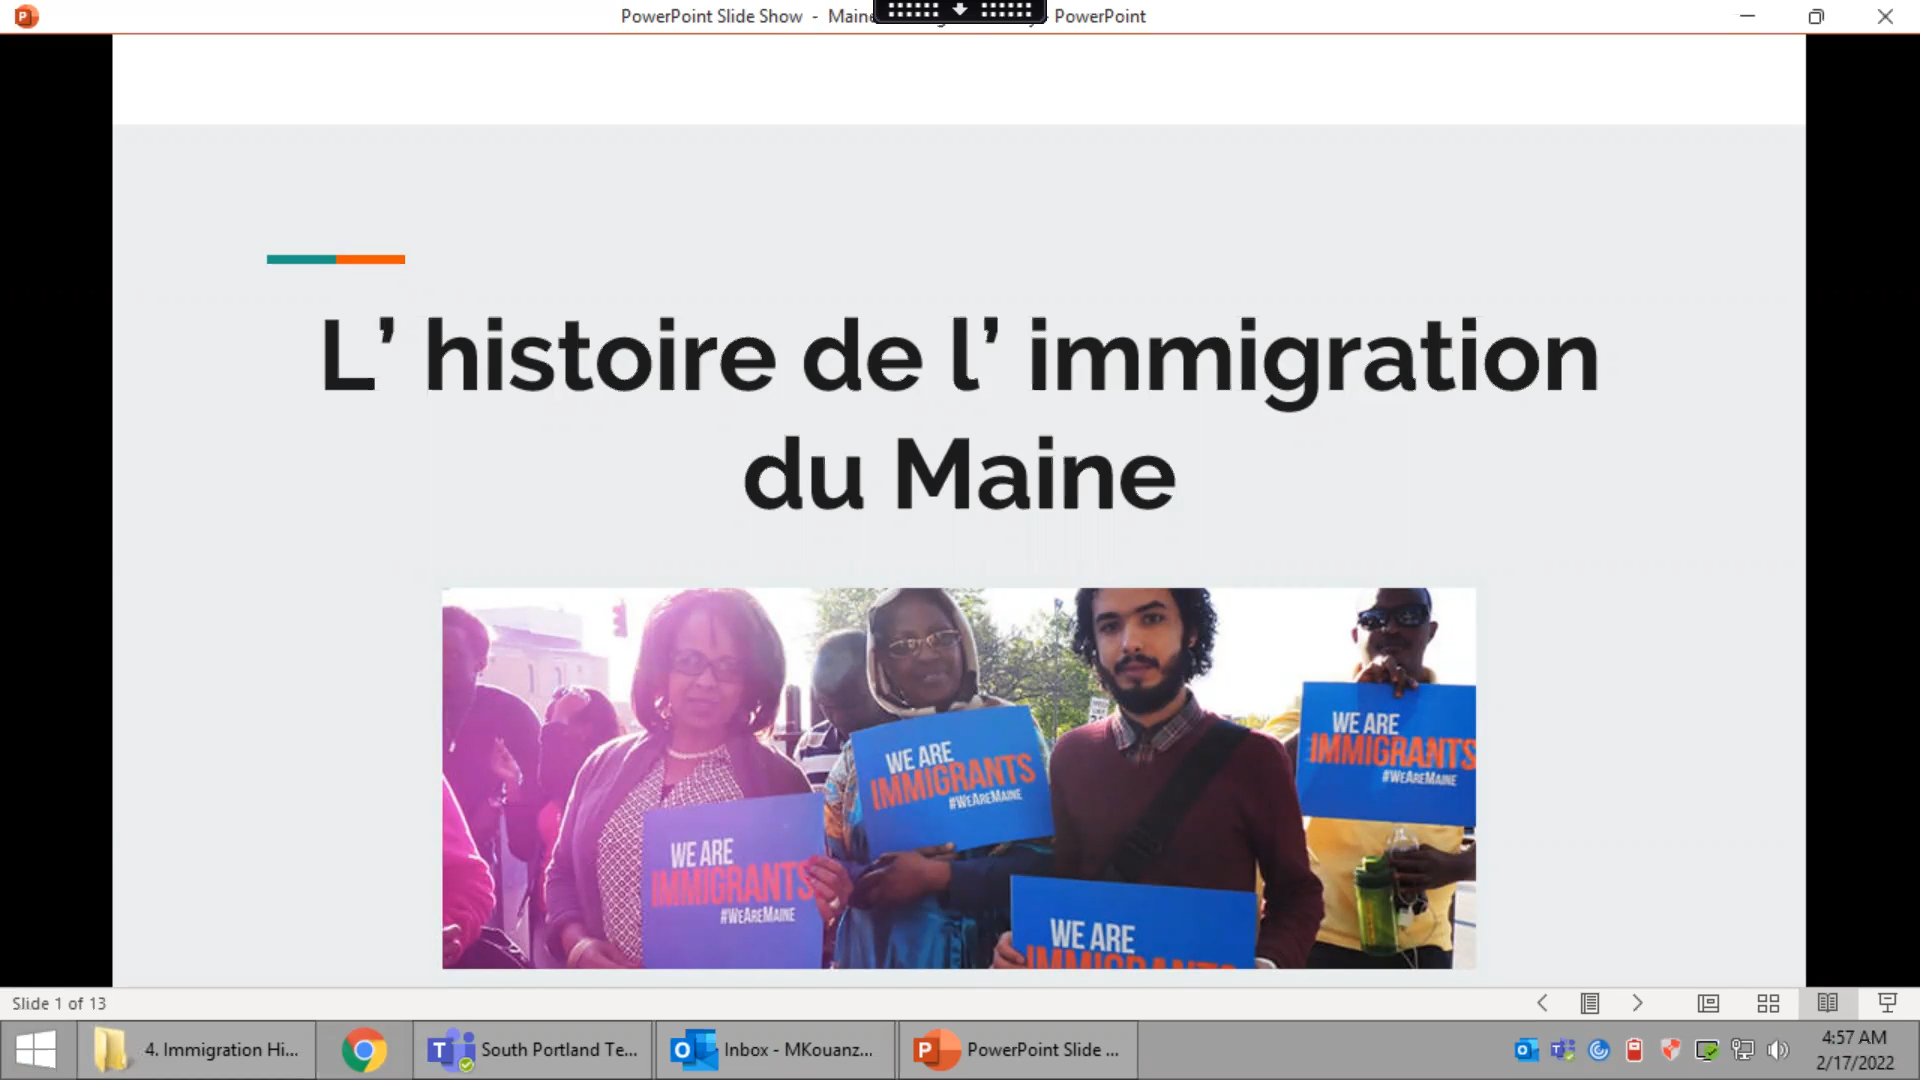 PowerPoint Slide Show - Maine PowerPoint
L’ histoire de l’ immigration
du Maine
WE ARE
IMMIGRANTS
#WEAREMAINE
WE ARE
IMMIGRANTS
#WEAREMAINE
WE ARE
IMMIGRANTS
#WEAREMAINE
WE ARE
IMMIGRANTS
Slide 1 of 13
4. Immigration Hi...
South Portland Te...
Inbox - MKouanz...
PowerPoint Slide ...
4:57 AM
2/17/2022